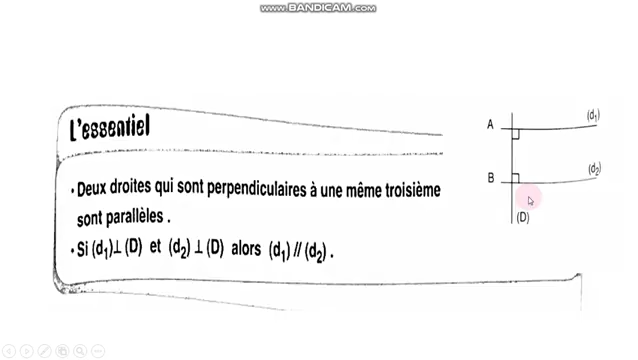 www.BANDICAM.com
L'essentiel
• Deux droites qui sont perpendiculaires à une même troisième
sont parallèles .
• Si (d₁)⊥ (D) et (d₂) ⊥ (D) alors (d₁) // (d₂) .
A
(d₁)
B
(d₂)
(D)